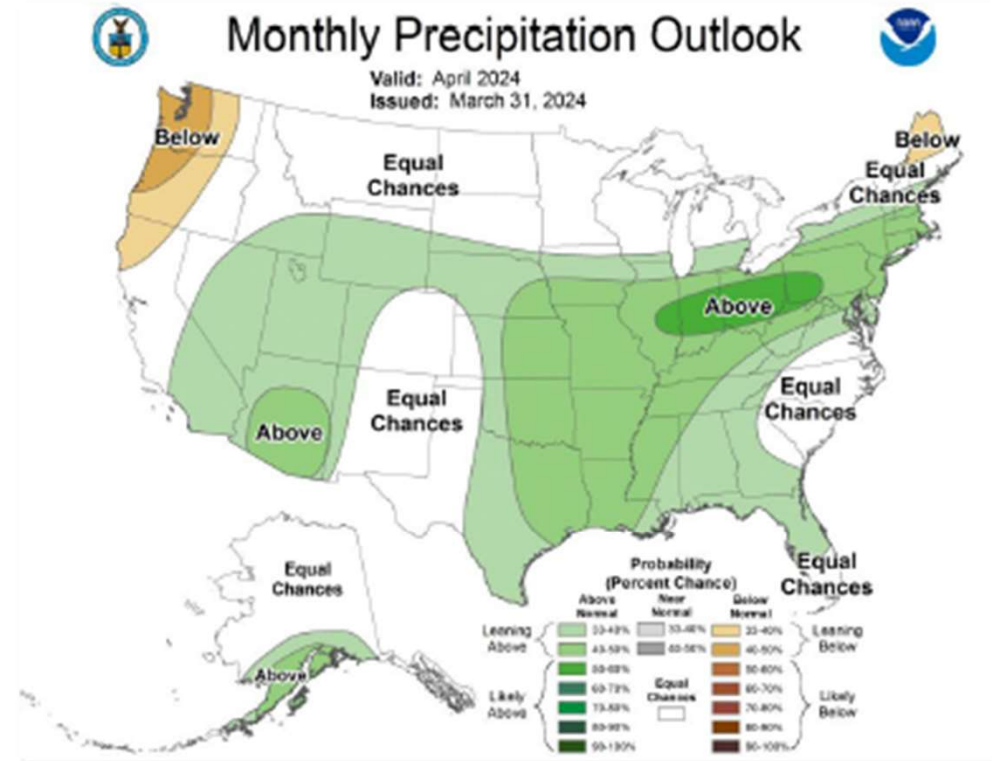 Monthly Precipitation Outlook
Valid: April 2024
Issued: March 31, 2024
Below
Equal
Chances
Below
Equal
Chances
Above
Equal
Chances
Equal
Chances
Above
Equal
Chances
Equal
Chances
Above
Probability
(Percent Chance)
Above
Normal
Near
Normal
Below
Normal
Leaning
Above
33-40% 33-40% 33-40%
40-50% 40-50% 40-50%
Leaning
Below
50-60% 50-60%
60-70% 60-70%
Likely
Above
Equal
Chances
Likely
Below
70-80% 70-80%
80-90% 80-90%
90-100% 90-100%